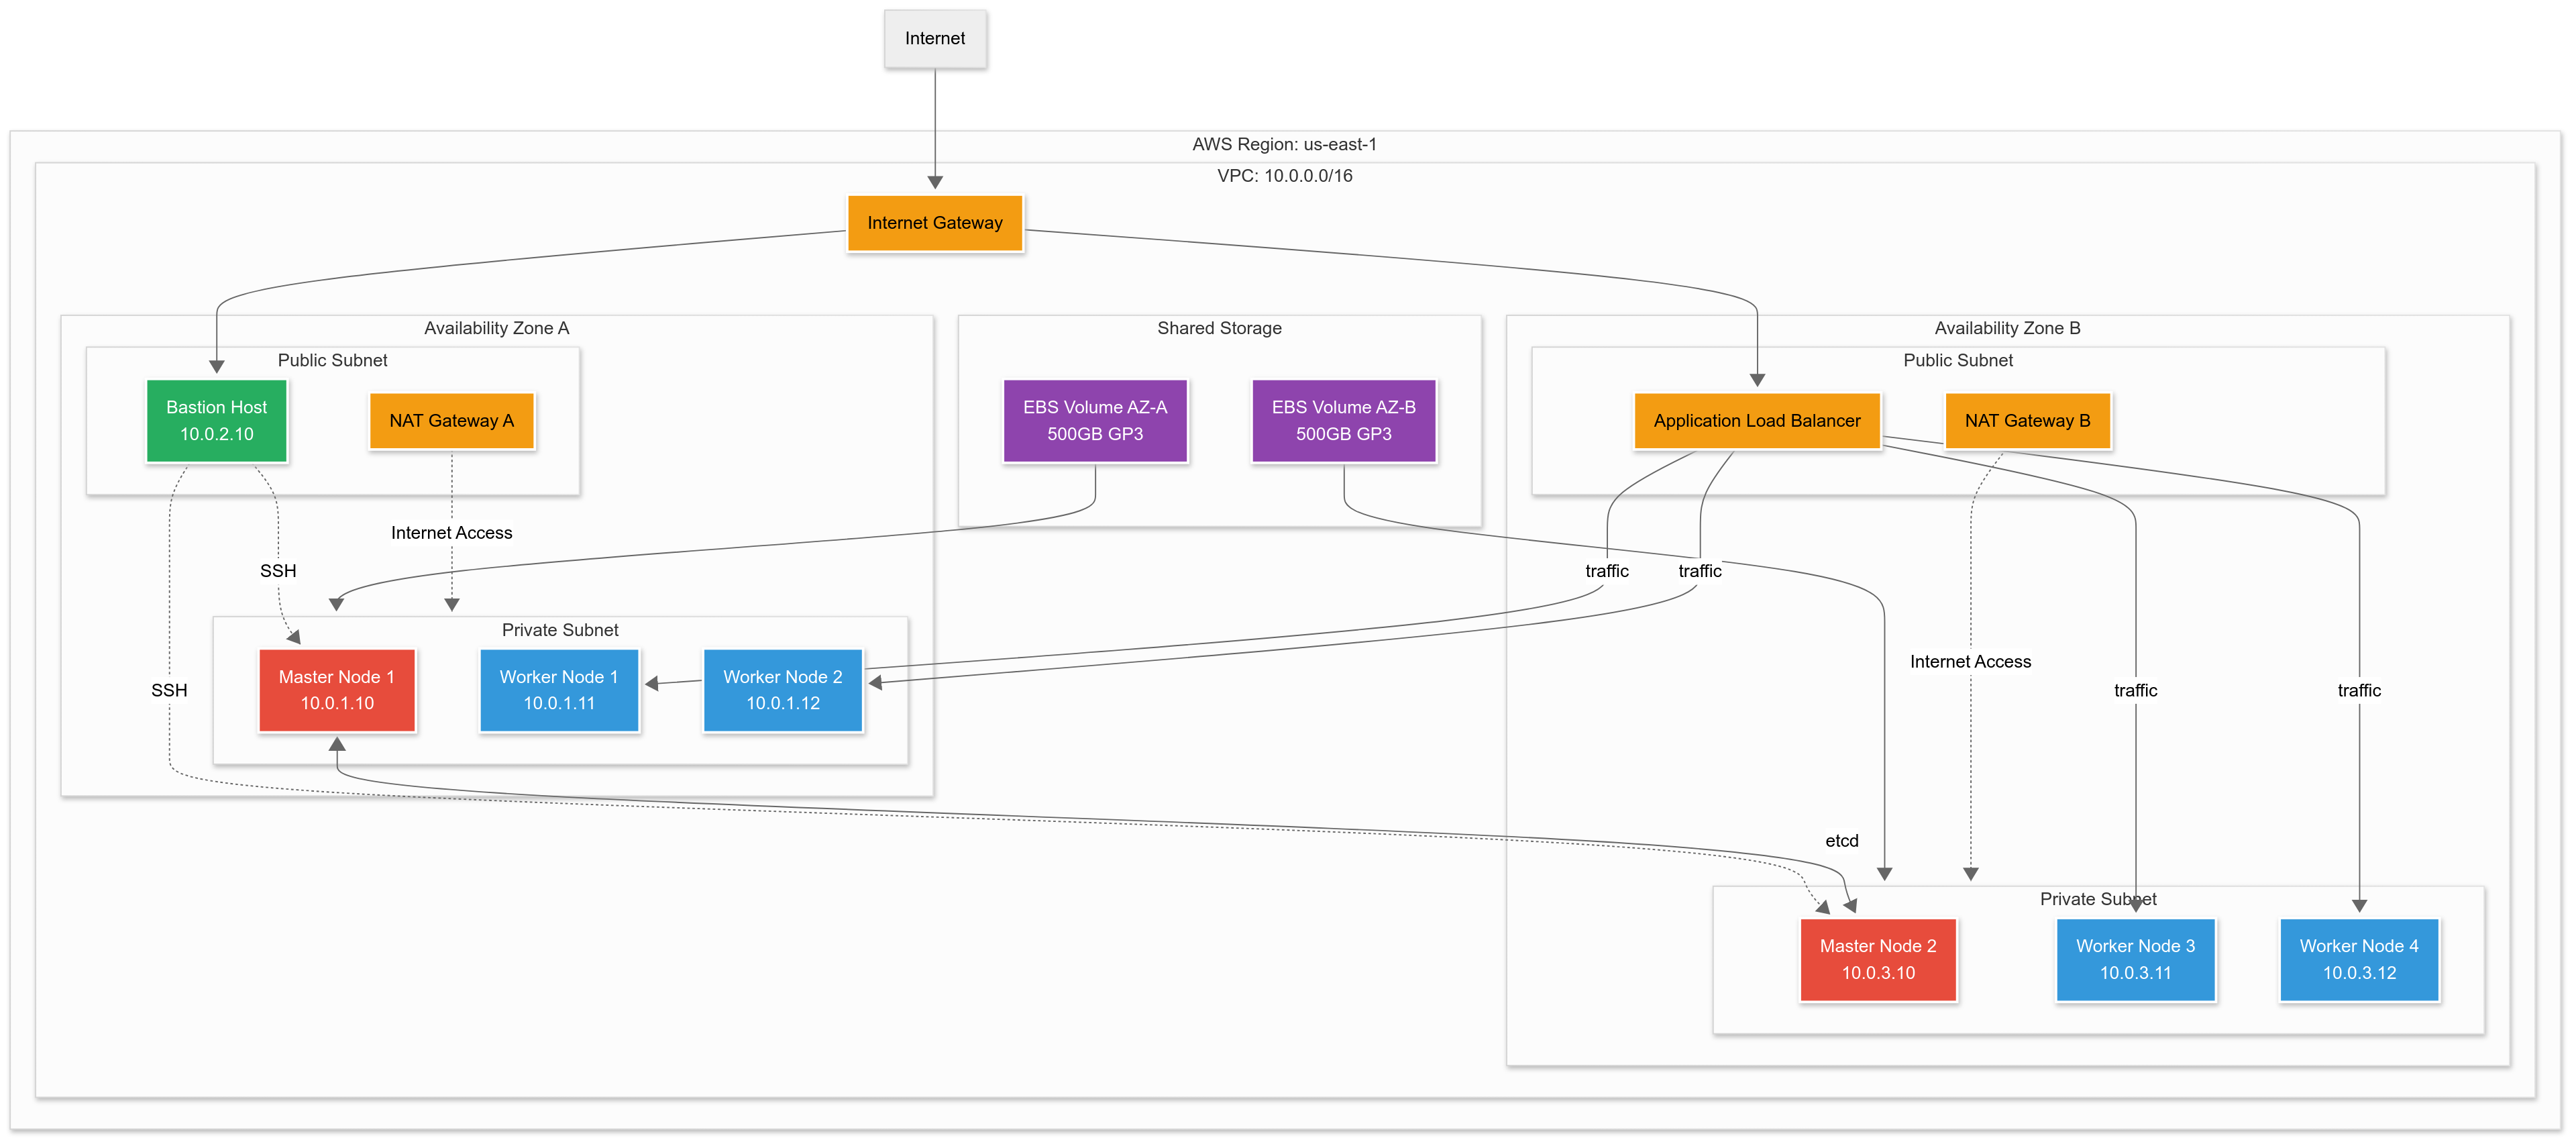 Internet
AWS Region: us-east-1
VPC: 10.0.0.0/16
Internet Gateway
Availability Zone A
Public Subnet
Bastion Host
10.0.2.10
NAT Gateway A
Shared Storage
EBS Volume AZ-A
500GB GP3
EBS Volume AZ-B
500GB GP3
Availability Zone B
Public Subnet
Application Load Balancer
NAT Gateway B
Internet Access
SSH
SSH
traffic
traffic
Internet Access
traffic
traffic
Private Subnet
Master Node 1
10.0.1.10
Worker Node 1
10.0.1.11
Worker Node 2
10.0.1.12
etcd
Private Subnet
Master Node 2
10.0.3.10
Worker Node 3
10.0.3.11
Worker Node 4
10.0.3.12